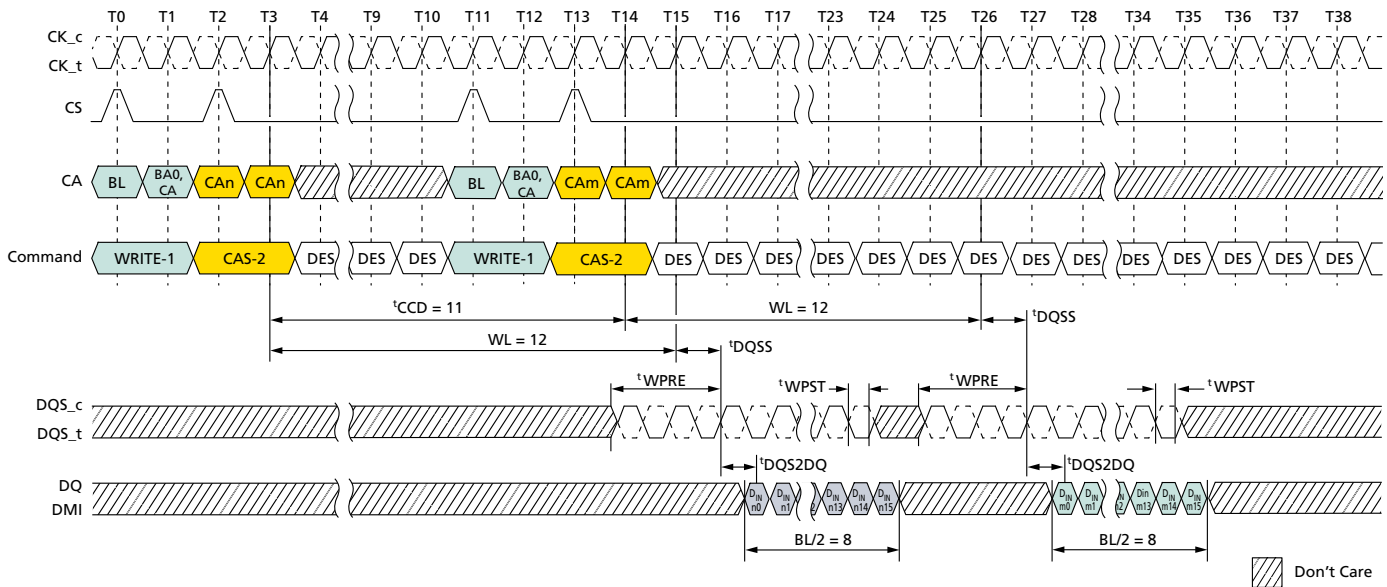 T0 T1 T2 T3 T4 T9 T10 T11 T12 T13 T14 T15 T16 T17 T23 T24 T25 T26 T27 T28 T34 T35 T36 T37 T38
CK_c
CK_t
CS
CA BL BA0, CA CAn CAn BL BA0, CA CAm CAm
Command WRITE-1 CAS-2 DES DES DES WRITE-1 CAS-2 DES DES DES DES DES DES DES DES DES DES DES DES DES DES
tCCD = 11 WL = 12 tDQSS
WL = 12 tDQSS
tWPRE tWPST tWPRE tWPST
DQS_c
DQS_t
tDQS2DQ tDQS2DQ
DQ
DMI
DIN n0 DIN n1 DIN n13 DIN n14 DIN n15 DIN m0 DIN m1 Din m13 DIN m14 DIN m15
BL/2 = 8 BL/2 = 8
Don't Care